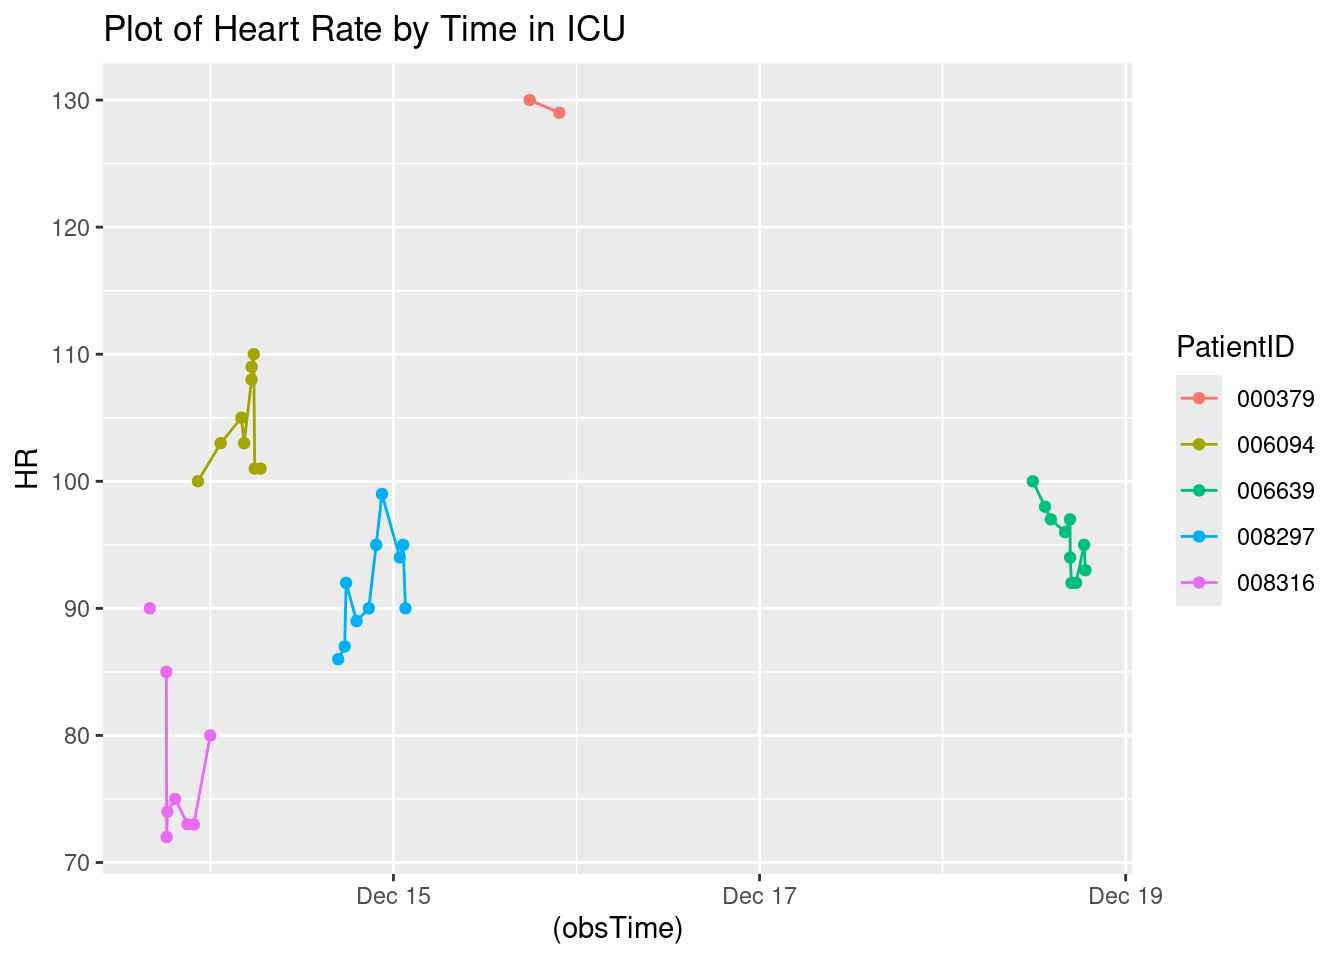 Plot of Heart Rate by Time in ICU
130
120
110
100
90
80
70
HR
Dec 15
Dec 17
Dec 19
(obsTime)
PatientID
000379
006094
006639
008297
008316